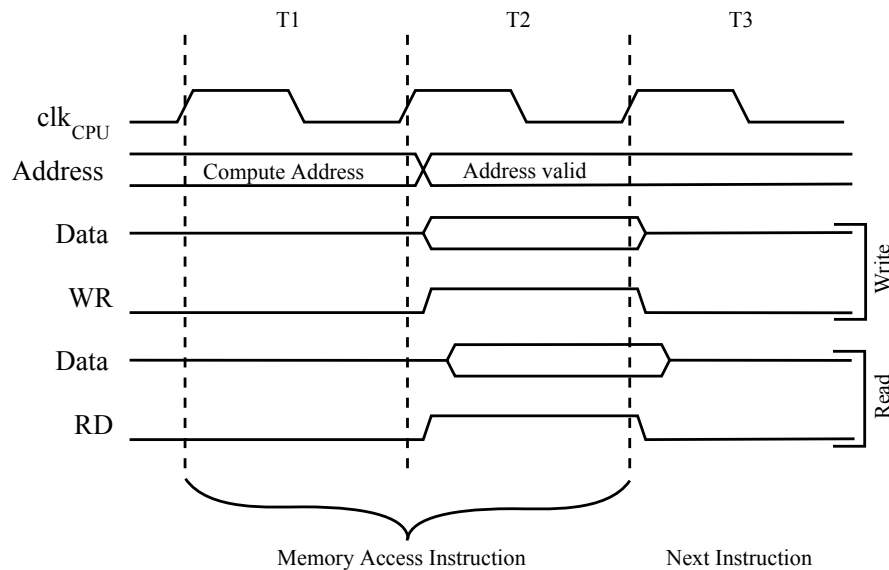 T1 T2 T3
clkCPU
Address
Compute Address Address valid
Data
WR
Write
Data
RD
Read
Memory Access Instruction Next Instruction